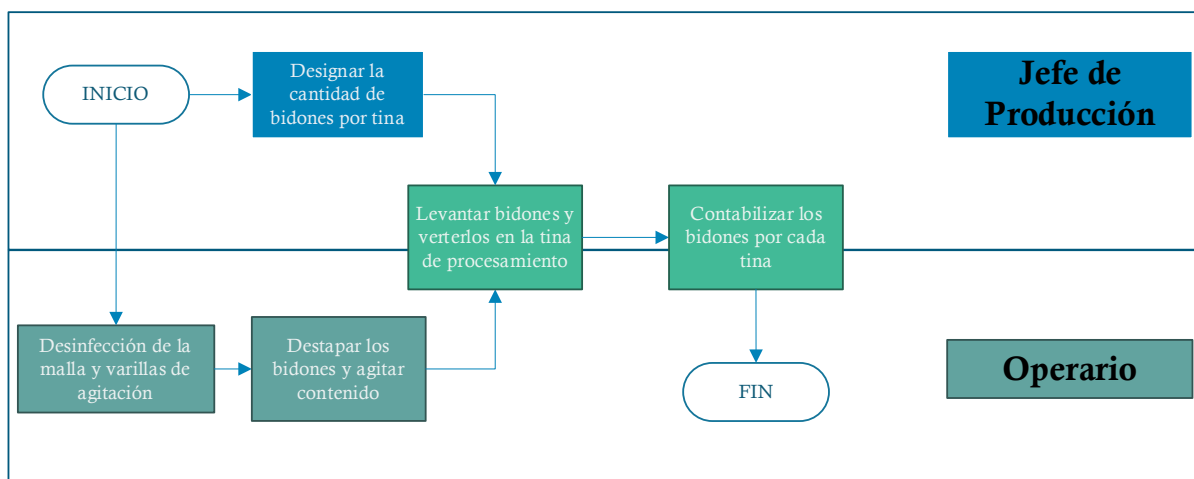 INICIO
Designar la
cantidad de
bidones por tina
Jefe de
Producción
Levantar bidones y
verterlos en la tina
de procesamiento
Contabilizar los
bidones por cada
tina
Desinfección de la
malla y varillas de
agitación
Destapar los
bidones y agitar
contenido
FIN
Operario